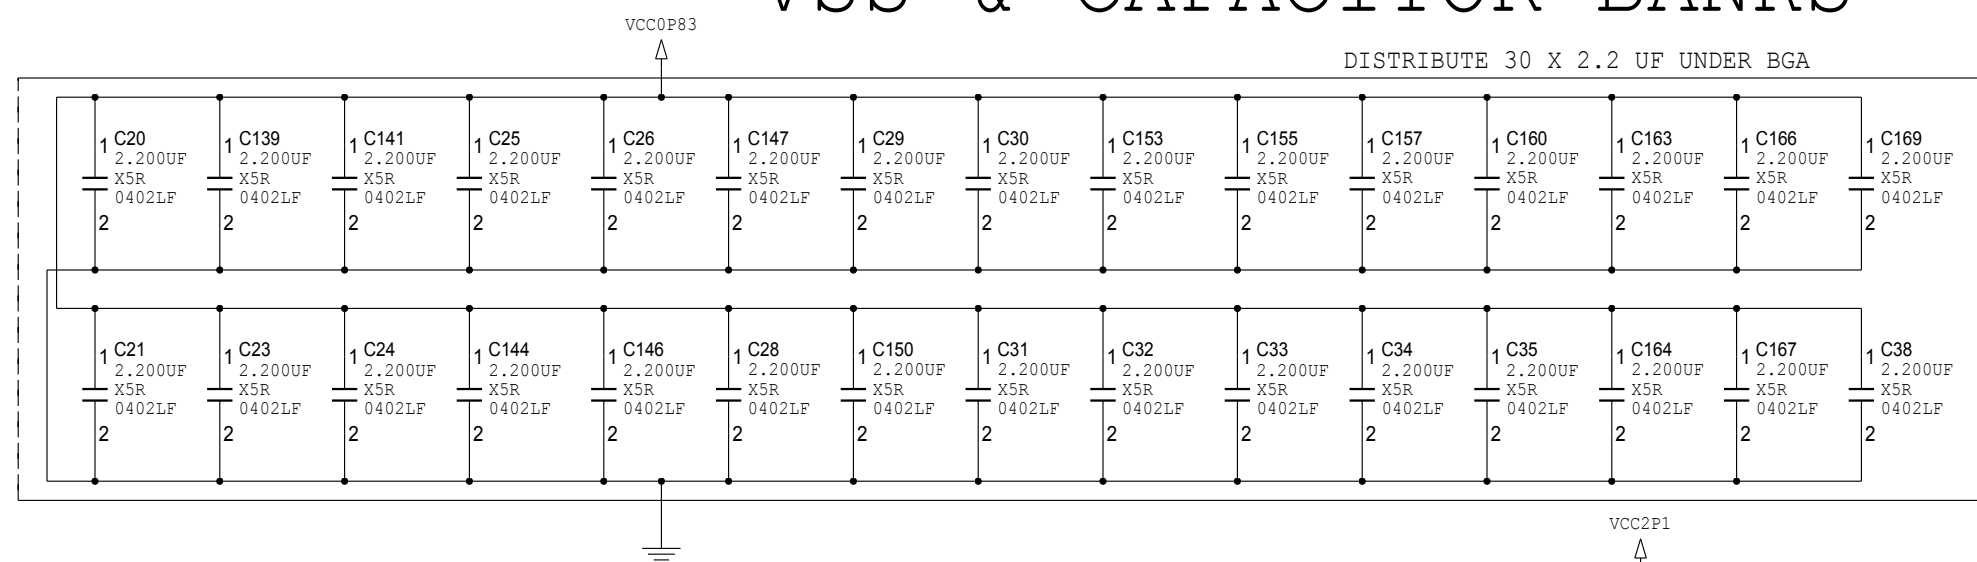 VSS & CAPACITOR BANKS
VCC0P83
DISTRIBUTE 30 X 2.2 UF UNDER BGA
1 C20 1 C139 1 C141 1 C25 1 C26 1 C147 1 C29 1 C30 1 C153 1 C155 1 C157 1 C160 1 C163 1 C166 1 C169
2.200UF 2.200UF 2.200UF 2.200UF 2.200UF 2.200UF 2.200UF 2.200UF 2.200UF 2.200UF 2.200UF 2.200UF 2.200UF 2.200UF 2.200UF
X5R X5R X5R X5R X5R X5R X5R X5R X5R X5R X5R X5R X5R X5R X5R
0402LF 0402LF 0402LF 0402LF 0402LF 0402LF 0402LF 0402LF 0402LF 0402LF 0402LF 0402LF 0402LF 0402LF 0402LF
2 2 2 2 2 2 2 2 2 2 2 2 2 2 2
1 C21 1 C23 1 C24 1 C144 1 C146 1 C28 1 C150 1 C31 1 C32 1 C33 1 C34 1 C35 1 C164 1 C167 1 C38
2.200UF 2.200UF 2.200UF 2.200UF 2.200UF 2.200UF 2.200UF 2.200UF 2.200UF 2.200UF 2.200UF 2.200UF 2.200UF 2.200UF 2.200UF
X5R X5R X5R X5R X5R X5R X5R X5R X5R X5R X5R X5R X5R X5R X5R
0402LF 0402LF 0402LF 0402LF 0402LF 0402LF 0402LF 0402LF 0402LF 0402LF 0402LF 0402LF 0402LF 0402LF 0402LF
2 2 2 2 2 2 2 2 2 2 2 2 2 2 2
VCC2P1